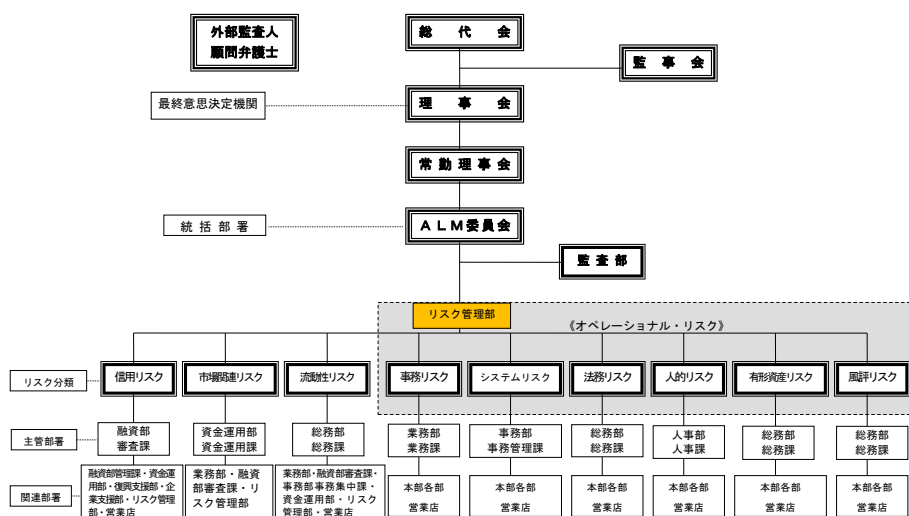 外部監査人
顧問弁護士
総代会
監事会
最終意思決定機関
理事会
常勤理事会
統括部署
ALM委員会
監査部
リスク管理部
《オペレーショナル・リスク》
リスク分類
信用リスク
市場関連リスク
流動性リスク
事務リスク
システムリスク
法務リスク
人的リスク
有形資産リスク
風評リスク
主管部署
融資部
審査課
資金運用部
資金運用課
総務部
総務課
業務部
業務課
事務部
事務管理課
総務部
総務課
人事部
人事課
総務部
総務課
総務部
総務課
関連部署
融資部管理課・資金運
用部・復興支援部・企
業支援部・リスク管理
部・営業店
業務部・融資
部審査課・リ
スク管理部
業務部・融資部審査課・
事務部事務集中課・
資金運用部・リスク
管理部・営業店
本部各部
営業店
本部各部
営業店
本部各部
営業店
本部各部
営業店
本部各部
営業店
本部各部
営業店